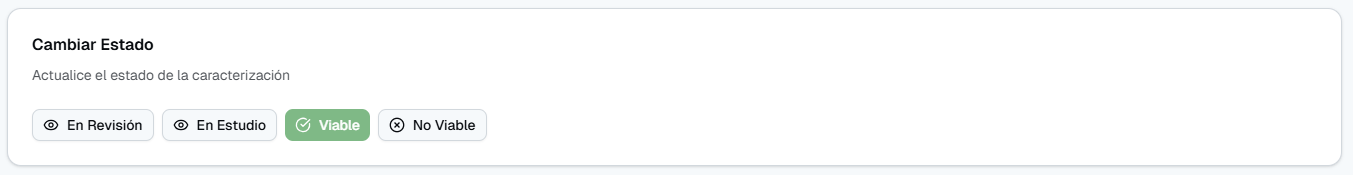 Cambiar Estado
Actualice el estado de la caracterización
En Revisión En Estudio Viable No Viable